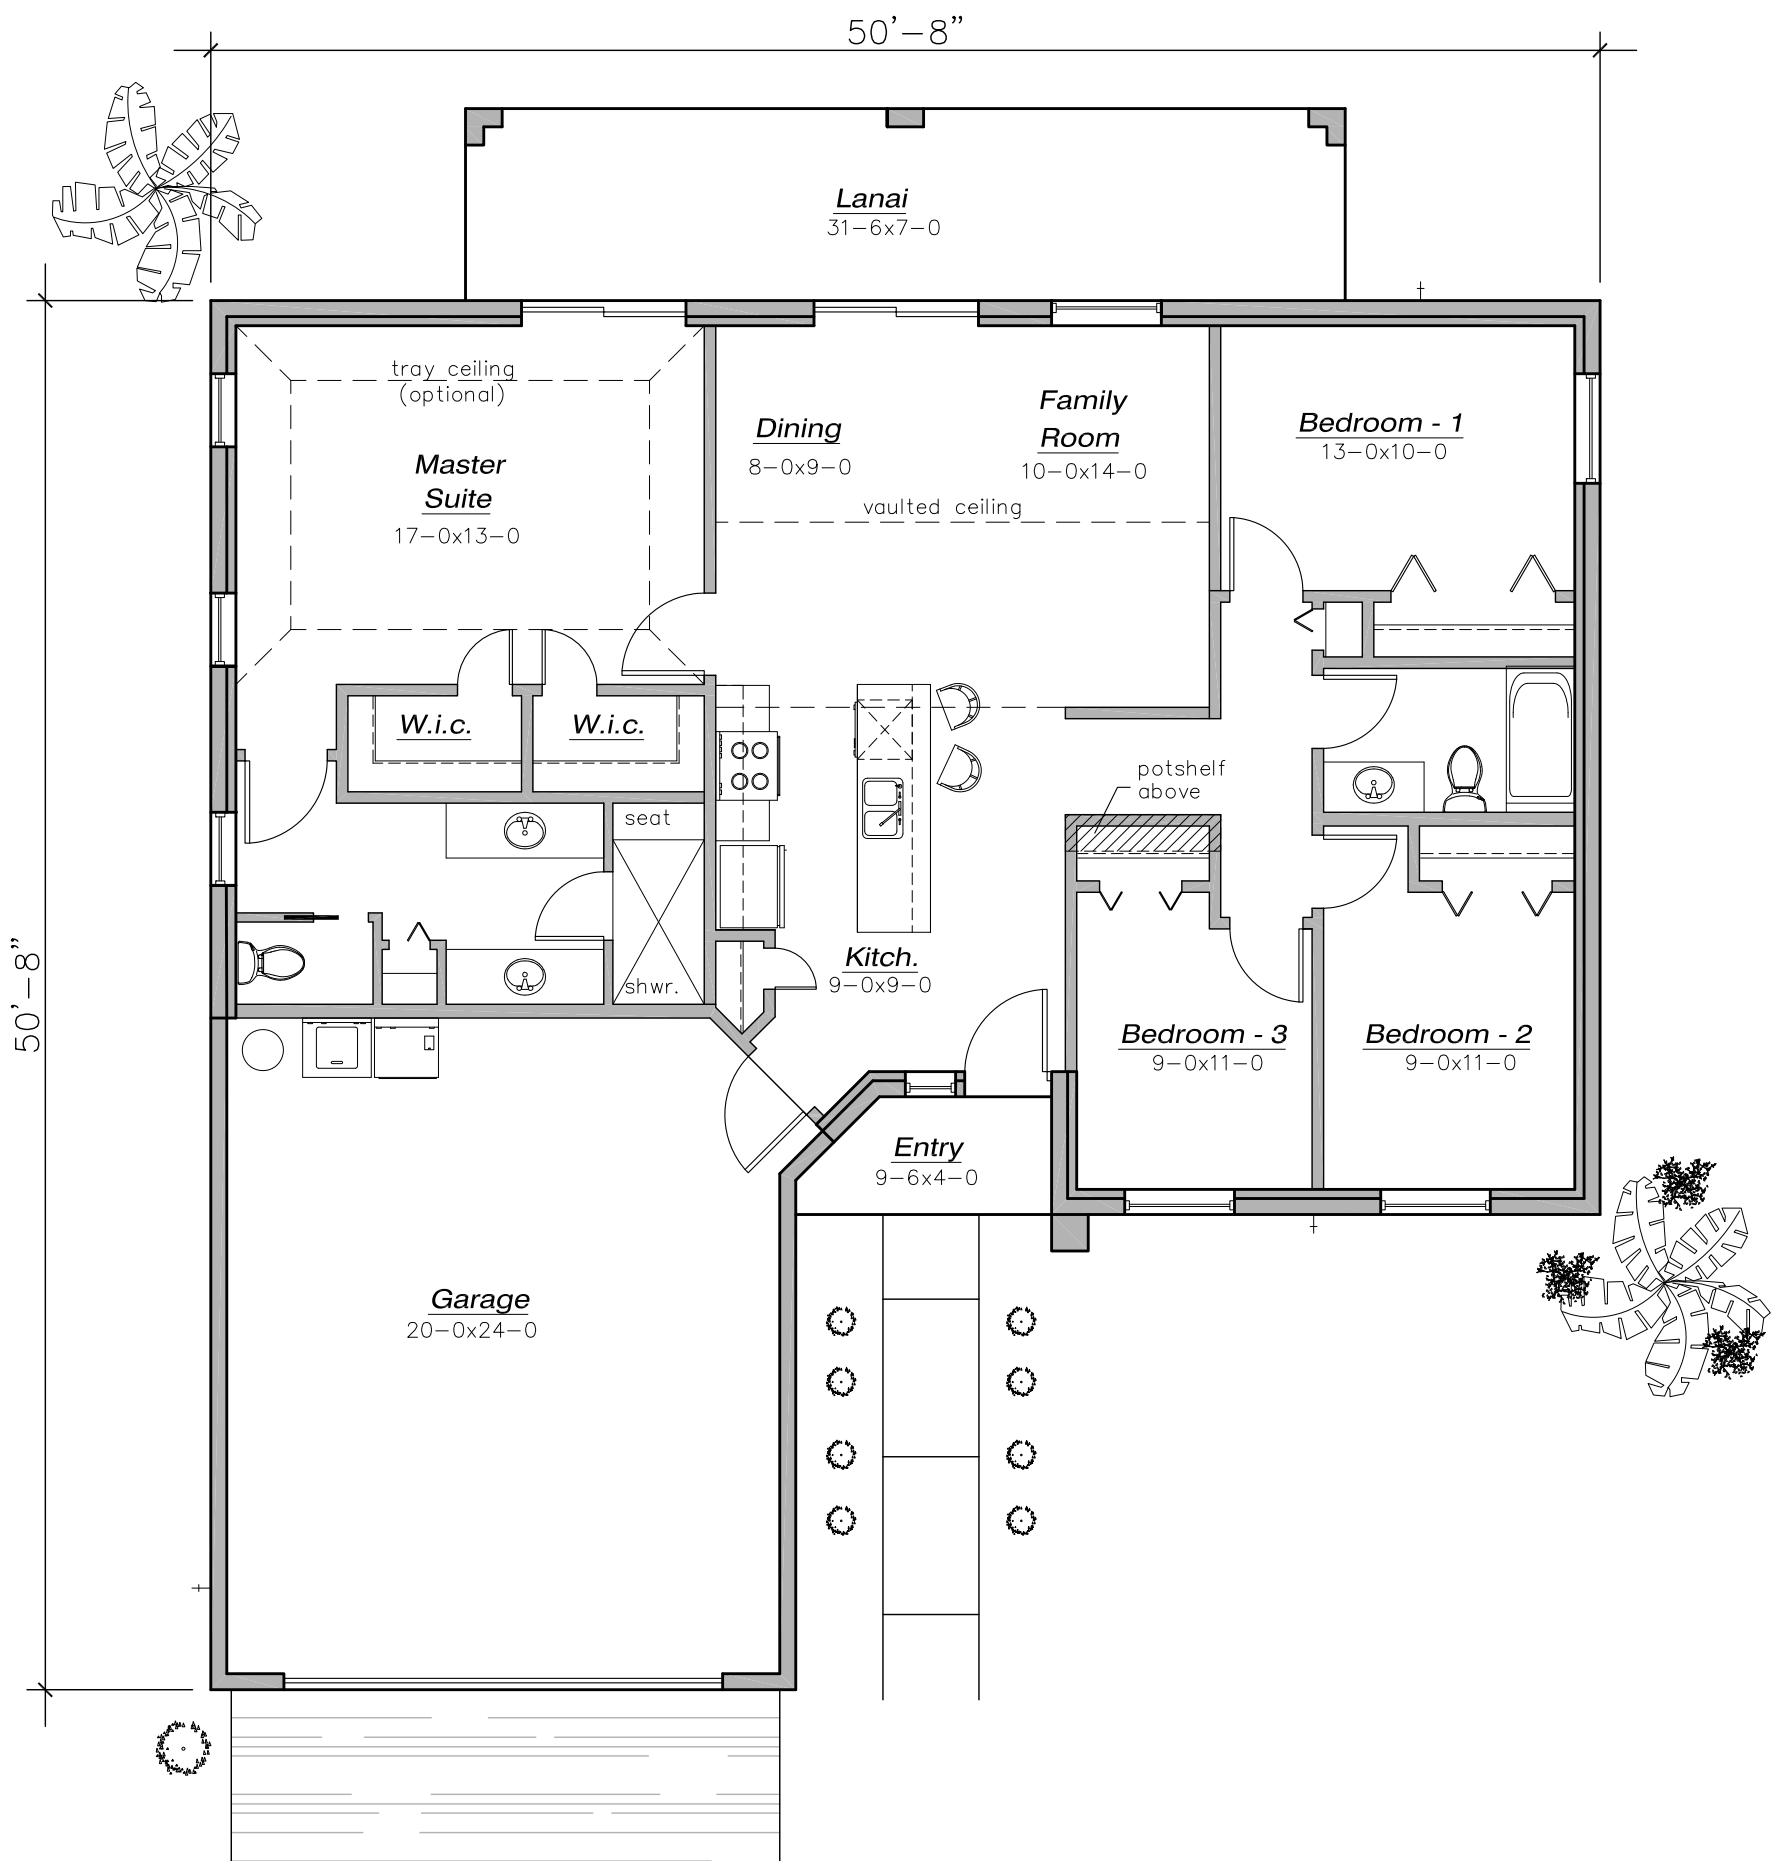 50'-8"
Lanai
31-6x7-0
tray ceiling
(optional)
Master
Suite
17-0x13-0
Dining
8-0x9-0
Family
Room
10-0x14-0
vaulted ceiling
Bedroom - 1
13-0x10-0
W.i.c.
W.i.c.
potshelf
above
seat
shwr.
Kitch.
9-0x9-0
50'-8"
Bedroom - 3
9-0x11-0
Bedroom - 2
9-0x11-0
Entry
9-6x4-0
Garage
20-0x24-0